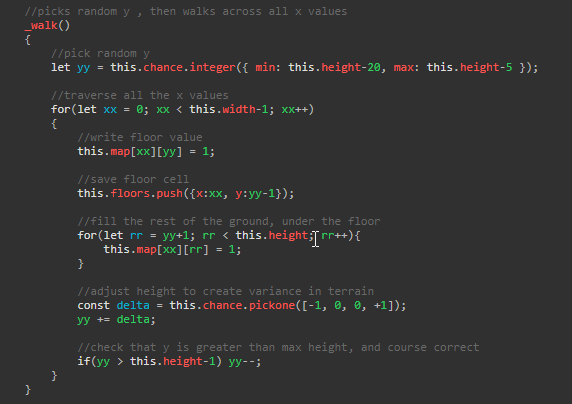 //picks random y , then walks across all x values
_walk()
{
//pick random y
let yy = this.chance.integer({ min: this.height-20, max: this.height-5 });
//traverse all the x values
for(let xx = 0; xx < this.width-1; xx++)
{
//write floor value
this.map[xx][yy] = 1;
//save floor cell
this.floors.push({x:xx, y:yy-1});
//fill the rest of the ground, under the floor
for(let rr = yy+1; rr < this.height; rr++){
this.map[xx][rr] = 1;
}
//adjust height to create variance in terrain
const delta = this.chance.pickone([-1, 0, 0, +1]);
yy += delta;
//check that y is greater than max height, and course correct
if(yy > this.height-1) yy--;
}
}